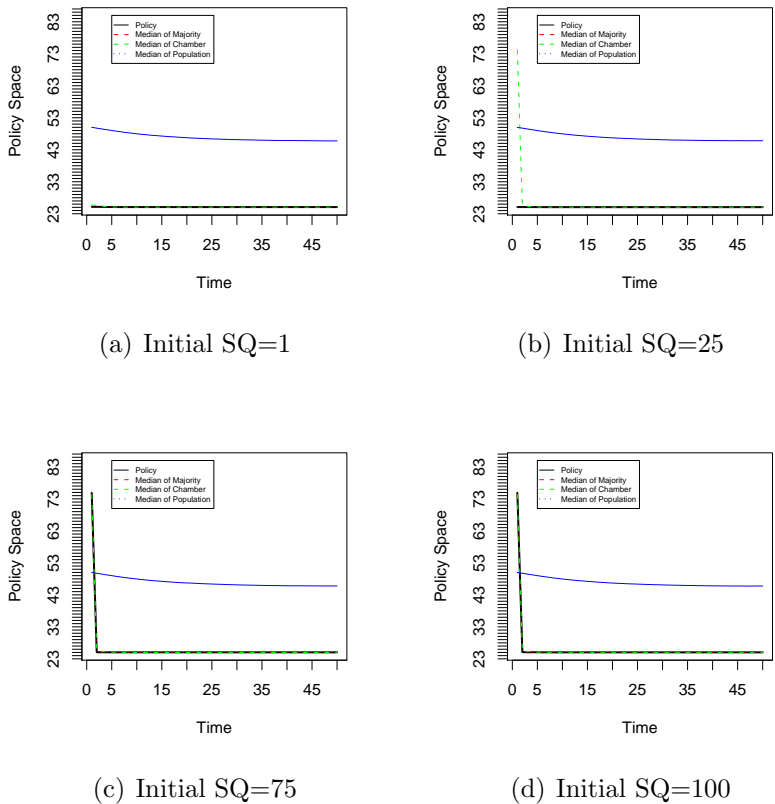 Policy Space
83
73
63
53
43
33
23
Policy
Median of Majority
Median of Chamber
Median of Population
0 5 15 25 35 45
Time
(a) Initial SQ=1
Policy Space
83
73
63
53
43
33
23
Policy
Median of Majority
Median of Chamber
Median of Population
0 5 15 25 35 45
Time
(b) Initial SQ=25
Policy Space
83
73
63
53
43
33
23
Policy
Median of Majority
Median of Chamber
Median of Population
0 5 15 25 35 45
Time
(c) Initial SQ=75
Policy Space
83
73
63
53
43
33
23
Policy
Median of Majority
Median of Chamber
Median of Population
0 5 15 25 35 45
Time
(d) Initial SQ=100